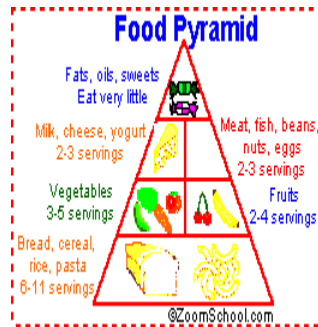 Food Pyramid
Fats, oils, sweets
Eat very little
Milk, cheese, yogurt
2-3 servings
Meat, fish, beans,
nuts, eggs
2-3 servings
Vegetables
3-5 servings
Fruits
2-4 servings
Bread, cereal,
rice, pasta
6-11 servings
©ZoomSchool.com